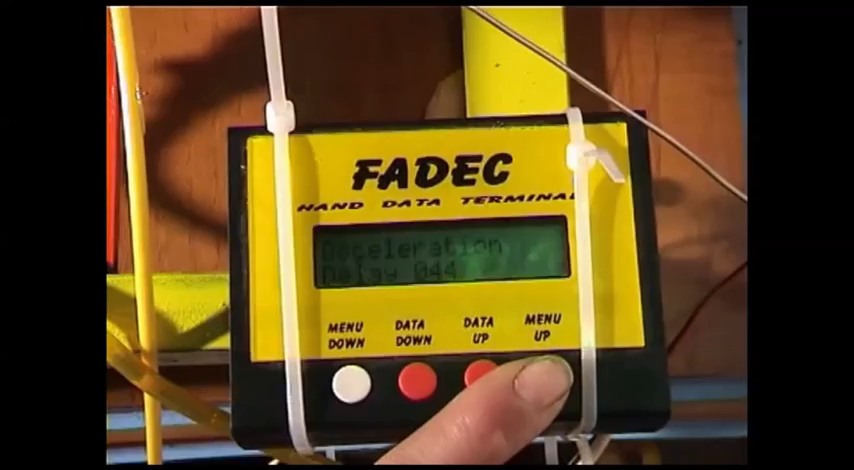 FADEC
HAND DATA TERMINAL
Deceleration
Delay 044
MENU DOWN
DATA DOWN
DATA UP
MENU UP